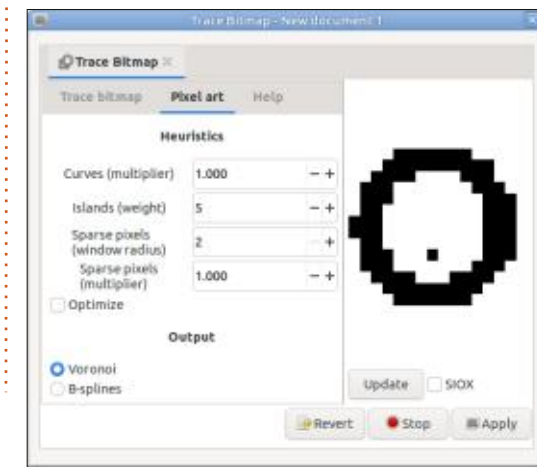 Trace Bitmap - New document 1
Trace Bitmap
Trace bitmap Pixel art Help
Heuristics
Curves (multiplier) 1.000 − +
Islands (weight) 5 − +
Sparse pixels
(window radius) 2 − +
Sparse pixels
(multiplier) 1.000 − +
Optimize
Output
Voronoi
B-splines
Update SIOX
Revert Stop Apply